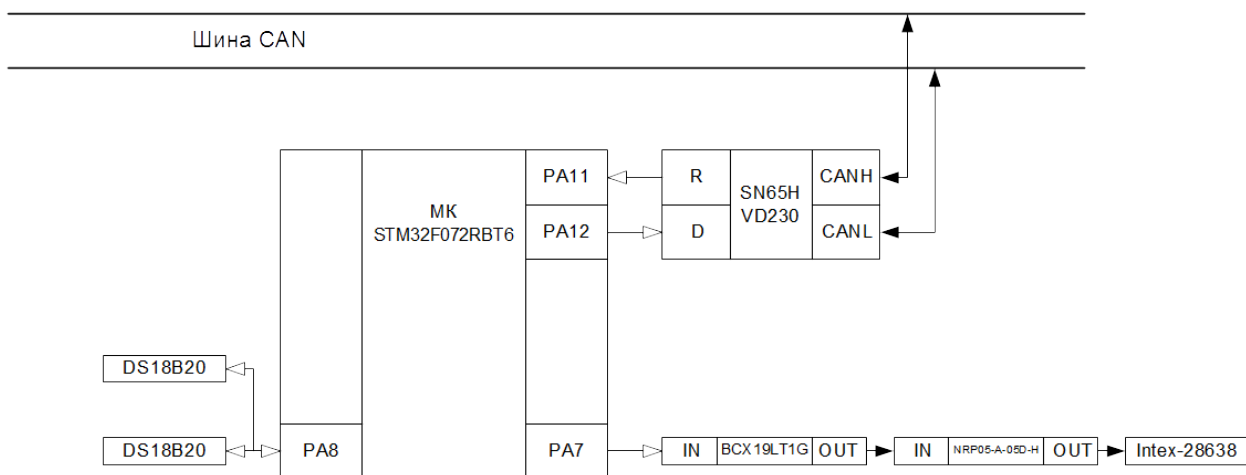 Шина CAN
PA11
R
SN65H
VD230
CANH
МК
STM32F072RBT6
PA12
D
CANL
DS18B20
DS18B20
PA8
PA7
IN
BCX19LT1G
OUT
IN
NRP05-A-05D-H
OUT
Intex-28638